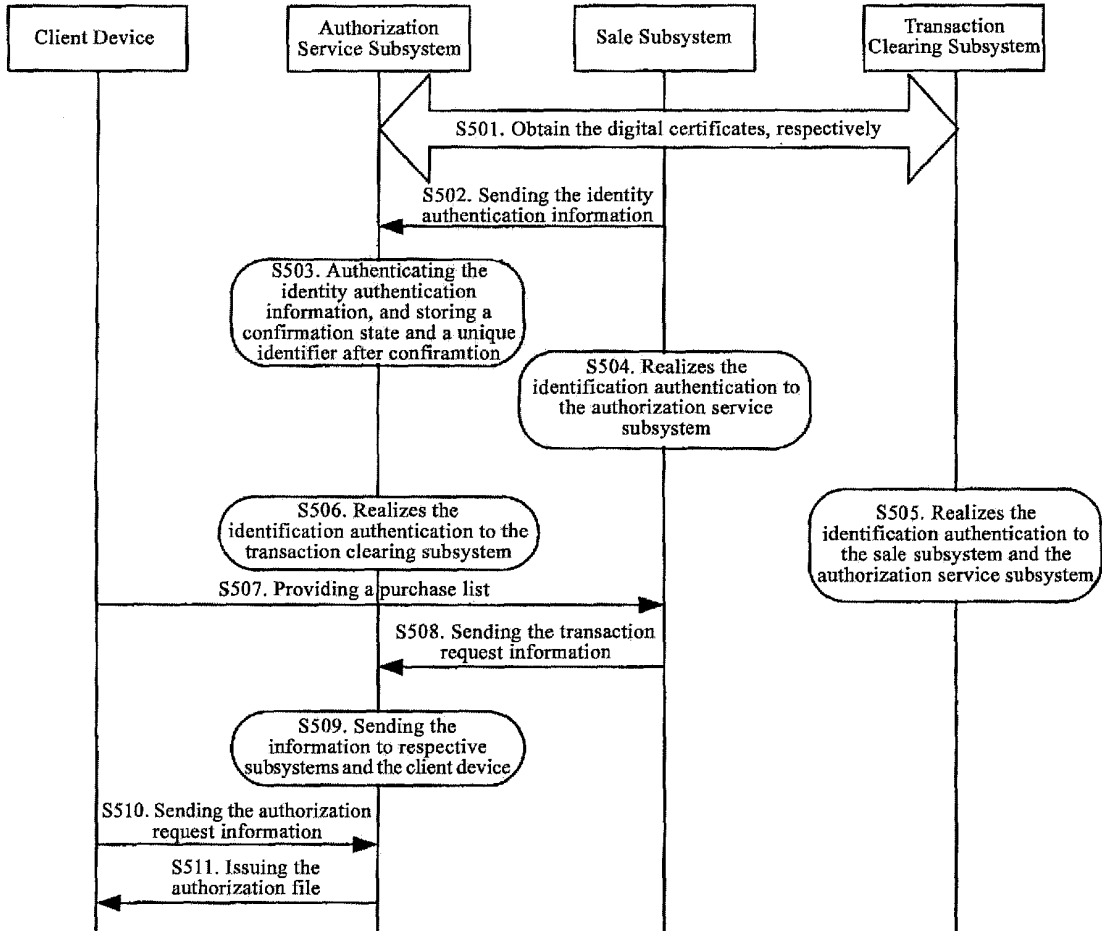 Client Device
Authorization
Service Subsystem
Sale Subsystem
Transaction
Clearing Subsystem
S501. Obtain the digital certificates, respectively
S502. Sending the identity
authentication information
S503. Authenticating the
identity authentication
information, and storing a
confirmation state and a unique
identifier after confiramtion
S504. Realizes the
identification authentication to
the authorization service
subsystem
S506. Realizes the
identification authentication to the
transaction clearing subsystem
S505. Realizes the
identification authentication to
the sale subsystem and the
authorization service subsystem
S507. Providing a purchase list
S508. Sending the transaction
request information
S509. Sending the
information to respective
subsystems and the client device
S510. Sending the authorization
request information
S511. Issuing the
authorization file